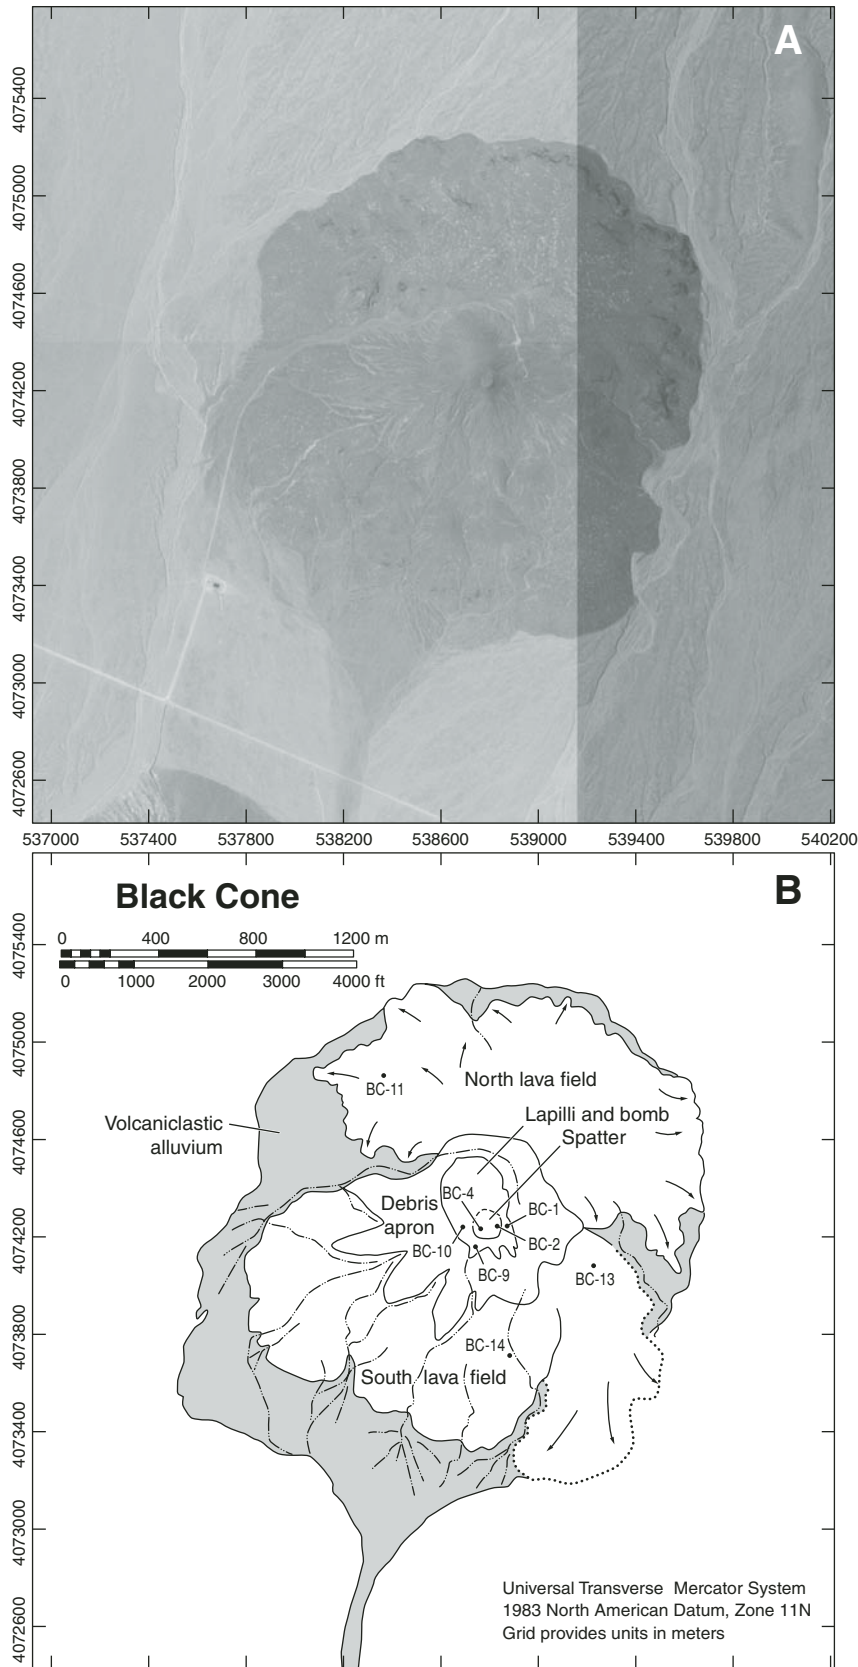 A
4075400
4075000
4074600
4074200
4073800
4073400
4073000
4072600
537000 537400 537800 538200 538600 539000 539400 539800 540200
Black Cone
B
0 400 800 1200 m
0 1000 2000 3000 4000 ft
4075400
4075000
4074600
4074200
4073800
4073400
4073000
4072600
North lava field
BC-11
Lapilli and bomb
Spatter
Volcaniclastic
alluvium
Debris
apron
BC-4
BC-1
BC-2
BC-10
BC-9
BC-13
BC-14
South lava field
Universal Transverse Mercator System
1983 North American Datum, Zone 11N
Grid provides units in meters